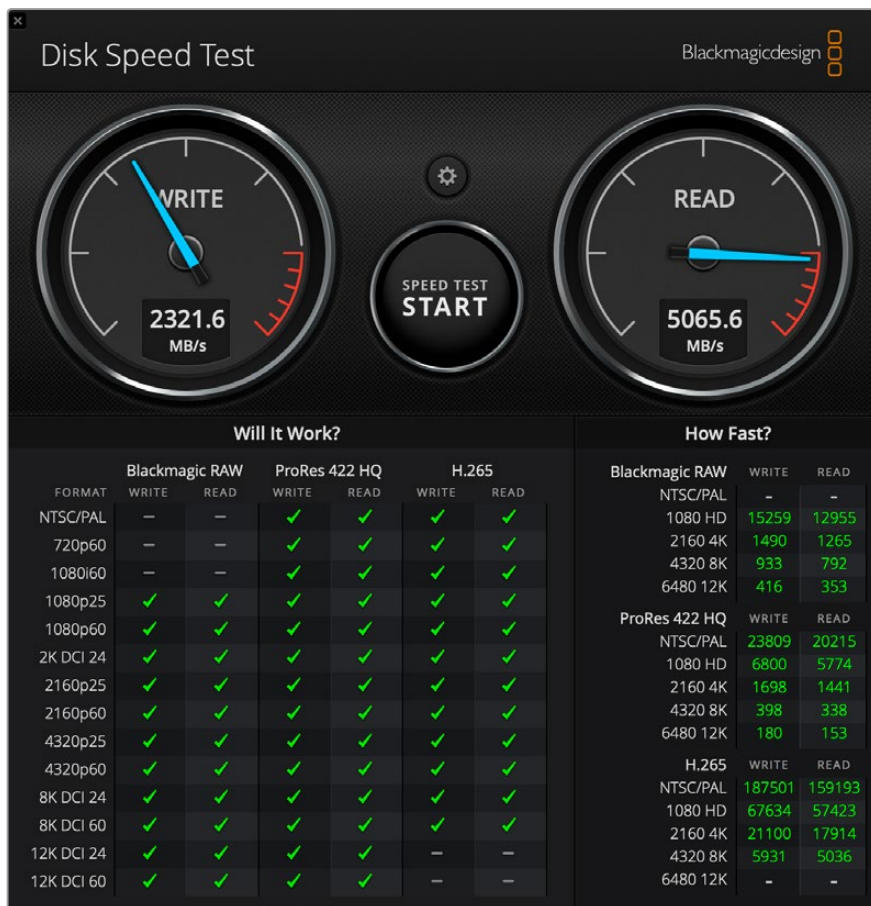 Disk Speed Test
Blackmagicdesign
WRITE
2321.6
MB/s
SPEED TEST
START
READ
5065.6
MB/s
Will It Work?
Blackmagic RAW ProRes 422 HQ H.265
FORMAT WRITE READ WRITE READ WRITE READ
NTSC/PAL – – ✓ ✓ ✓ ✓
720p60 – – ✓ ✓ ✓ ✓
1080i60 – – ✓ ✓ ✓ ✓
1080p25 ✓ ✓ ✓ ✓ ✓ ✓
1080p60 ✓ ✓ ✓ ✓ ✓ ✓
2K DCI 24 ✓ ✓ ✓ ✓ ✓ ✓
2160p25 ✓ ✓ ✓ ✓ ✓ ✓
2160p60 ✓ ✓ ✓ ✓ ✓ ✓
4320p25 ✓ ✓ ✓ ✓ ✓ ✓
4320p60 ✓ ✓ ✓ ✓ ✓ ✓
8K DCI 24 ✓ ✓ ✓ ✓ ✓ ✓
8K DCI 60 ✓ ✓ ✓ ✓ ✓ ✓
12K DCI 24 ✓ ✓ ✓ ✓ – –
12K DCI 60 ✓ ✓ ✓ ✓ – –
How Fast?
Blackmagic RAW WRITE READ
NTSC/PAL – –
1080 HD 15259 12955
2160 4K 1490 1265
4320 8K 933 792
6480 12K 416 353
ProRes 422 HQ WRITE READ
NTSC/PAL 23809 20215
1080 HD 6800 5774
2160 4K 1698 1441
4320 8K 398 338
6480 12K 180 153
H.265 WRITE READ
NTSC/PAL 187501 159193
1080 HD 67634 57423
2160 4K 21100 17914
4320 8K 5931 5036
6480 12K – –